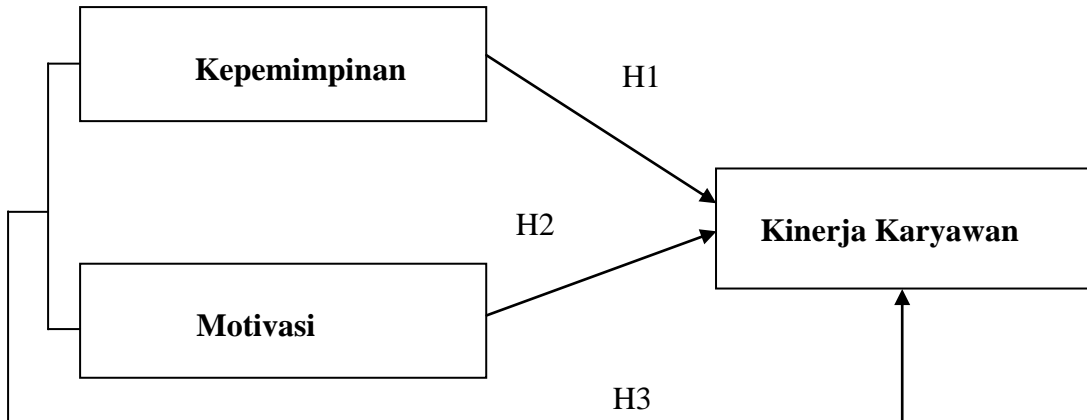 Kepemimpinan
H1
H2
Kinerja Karyawan
Motivasi
H3